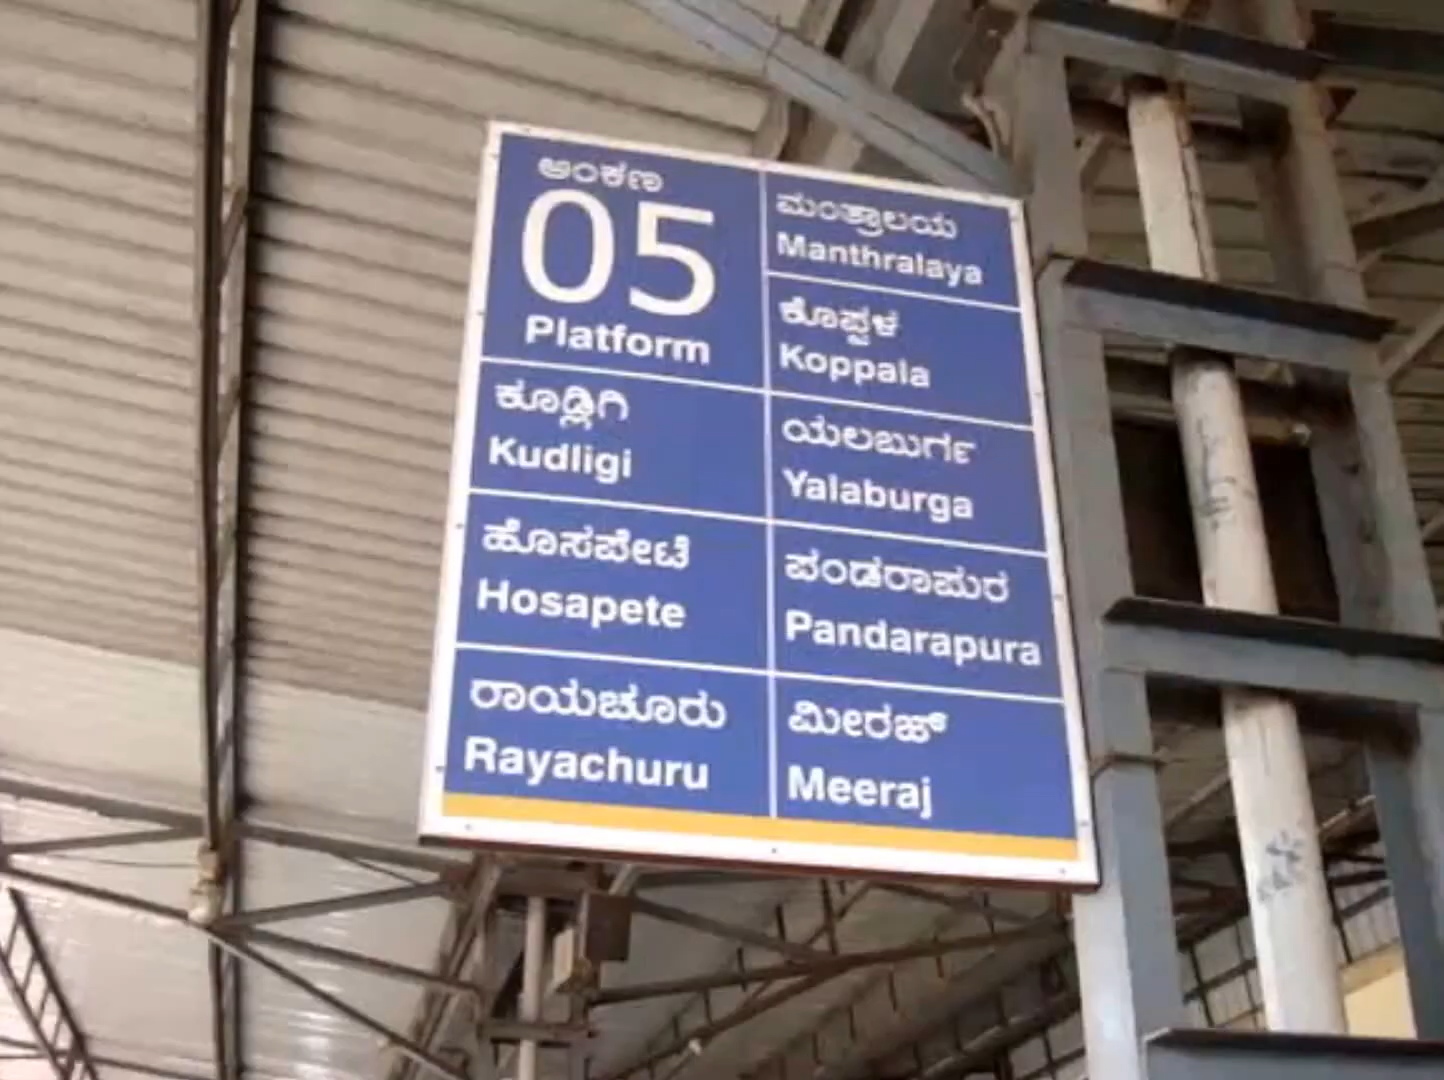 ಅಂಕಣ
05
Platform
ಕೂಡ್ಲಿಗಿ
Kudligi
ಹೊಸಪೇಟೆ
Hosapete
ರಾಯಚೂರು
Rayachuru
ಮಂತ್ರಾಲಯ
Manthralaya
ಕೊಪ್ಪಳ
Koppala
ಯಲಬುರ್ಗ
Yalaburga
ಪಂಡರಾಪುರ
Pandarapura
ಮೀರಜ್
Meeraj